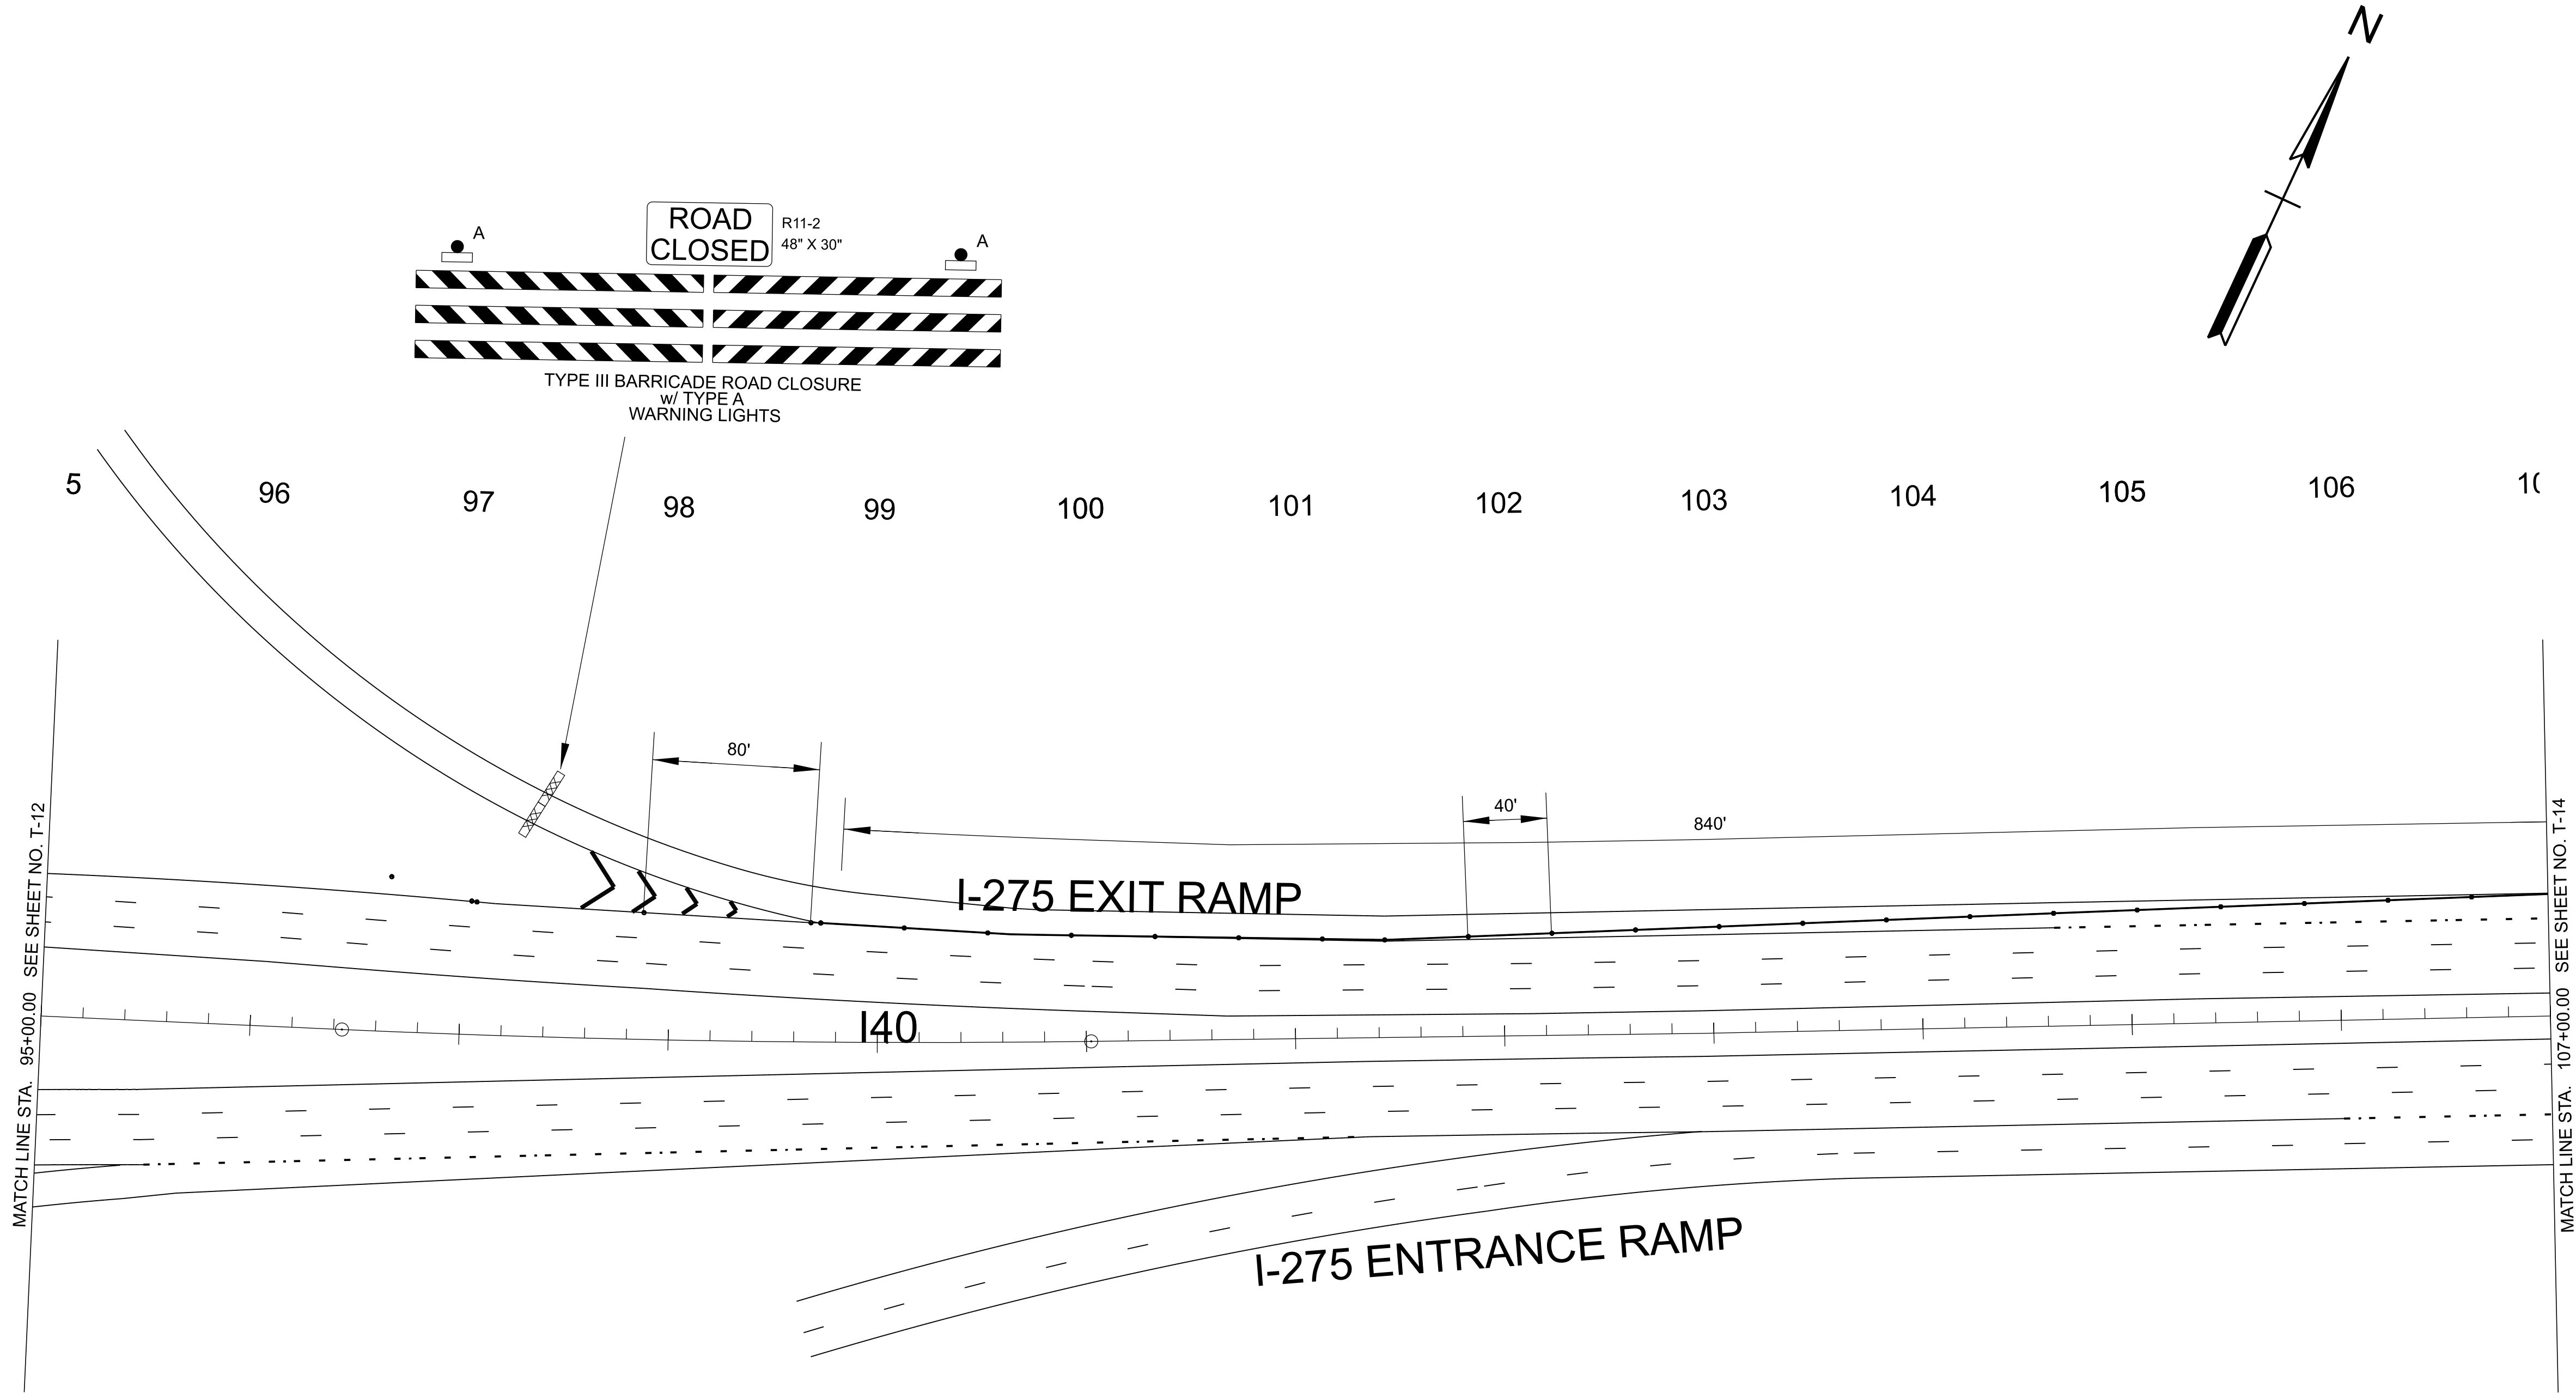 N
ROAD
CLOSED
R11-2
48" X 30"
A
A
TYPE III BARRICADE ROAD CLOSURE
w/ TYPE A
WARNING LIGHTS
5
96
97
98
99
100
101
102
103
104
105
106
10
80'
40'
840'
I-275 EXIT RAMP
I40
I-275 ENTRANCE RAMP
MATCH LINE STA. 95+00.00 SEE SHEET NO. T-12
MATCH LINE STA. 107+00.00 SEE SHEET NO. T-14